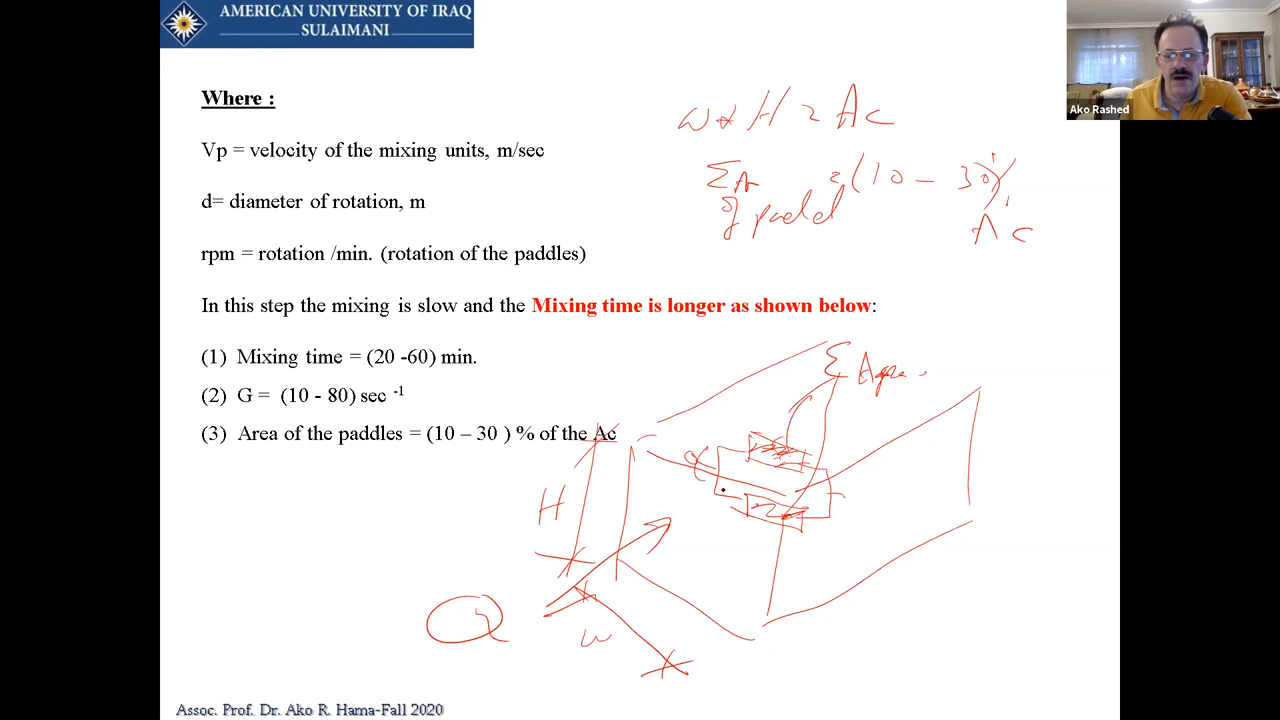 AMERICAN UNIVERSITY OF IRAQ
SULAIMANI
Ako Rashed
Where :
Vp = velocity of the mixing units, m/sec
d= diameter of rotation, m
rpm = rotation /min. (rotation of the paddles)
In this step the mixing is slow and the Mixing time is longer as shown below:
(1) Mixing time = (20 -60) min.
(2) G = (10 - 80) sec -1
(3) Area of the paddles = (10 – 30 ) % of the Ac
W * H = Ac
ΣA = (10 - 30)%
of Ac
Σ
H
Q
W
Assoc. Prof. Dr. Ako R. Hama-Fall 2020